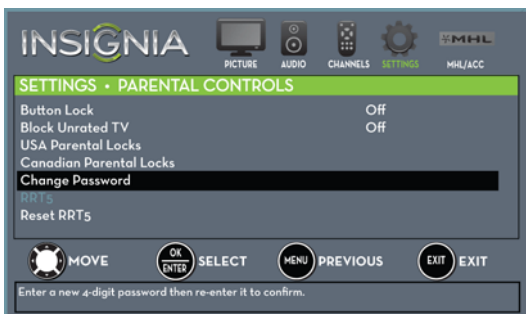 INSIGNIA
PICTURE AUDIO CHANNELS SETTINGS MHL MHL/ACC
SETTINGS • PARENTAL CONTROLS
Button Lock Off
Block Unrated TV Off
USA Parental Locks
Canadian Parental Locks
Change Password
RRT5
Reset RRT5
MOVE OK ENTER SELECT MENU PREVIOUS EXIT EXIT
Enter a new 4-digit password then re-enter it to confirm.